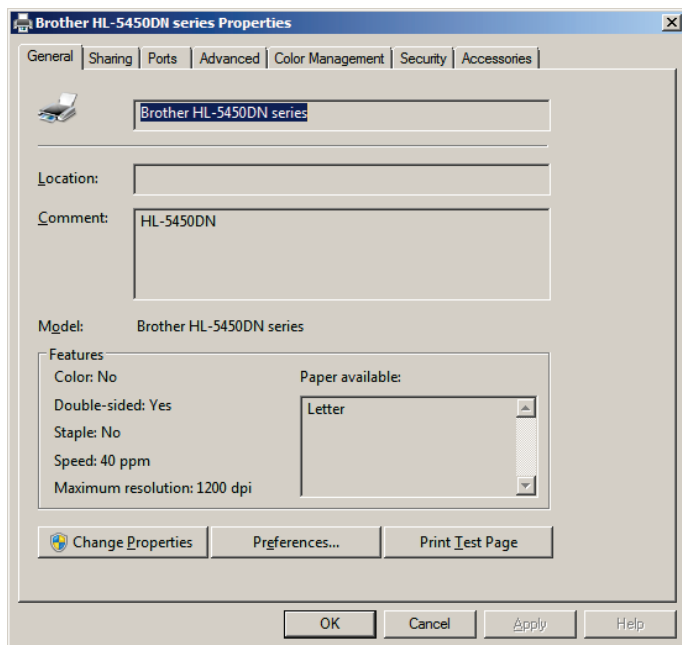 Brother HL-5450DN series Properties
General Sharing Ports Advanced Color Management Security Accessories
Brother HL-5450DN series
Location:
Comment: HL-5450DN
Model: Brother HL-5450DN series
Features
Color: No Paper available:
Double-sided: Yes Letter
Staple: No
Speed: 40 ppm
Maximum resolution: 1200 dpi
Change Properties Preferences... Print Test Page
OK Cancel Apply Help